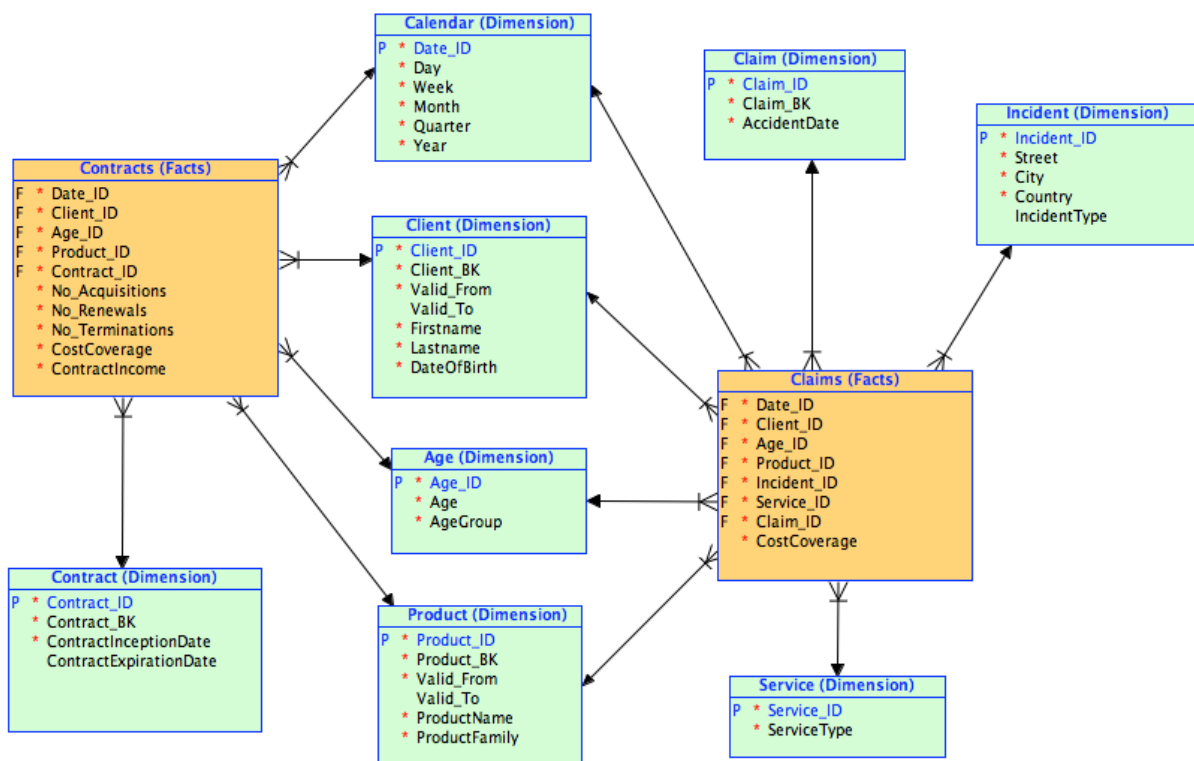 Calendar (Dimension)
P * Date_ID
* Day
* Week
* Month
* Quarter
* Year
Claim (Dimension)
P * Claim_ID
* Claim_BK
* AccidentDate
Incident (Dimension)
P * Incident_ID
* Street
* City
* Country
IncidentType
Contracts (Facts)
F * Date_ID
F * Client_ID
F * Age_ID
F * Product_ID
F * Contract_ID
* No_Acquisitions
* No_Renewals
* No_Terminations
* CostCoverage
* ContractIncome
Client (Dimension)
P * Client_ID
* Client_BK
* Valid_From
Valid_To
* Firstname
* Lastname
* DateOfBirth
Claims (Facts)
F * Date_ID
F * Client_ID
F * Age_ID
F * Product_ID
F * Incident_ID
F * Service_ID
F * Claim_ID
* CostCoverage
Age (Dimension)
P * Age_ID
* Age
* AgeGroup
Contract (Dimension)
P * Contract_ID
* Contract_BK
* ContractInceptionDate
ContractExpirationDate
Product (Dimension)
P * Product_ID
* Product_BK
* Valid_From
Valid_To
* ProductName
* ProductFamily
Service (Dimension)
P * Service_ID
* ServiceType